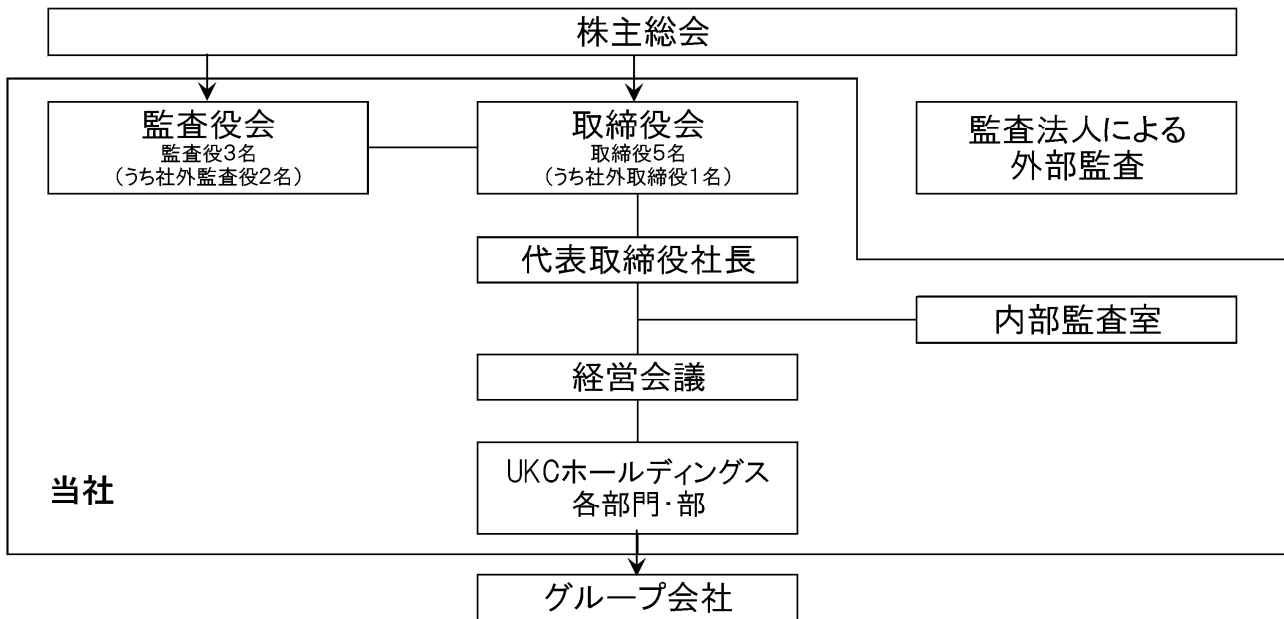 株主総会
監査役会
監査役3名
(うち社外監査役2名)
取締役会
取締役5名
(うち社外取締役1名)
監査法人による
外部監査
代表取締役社長
内部監査室
経営会議
UKCホールディングス
各部門・部
当社
グループ会社